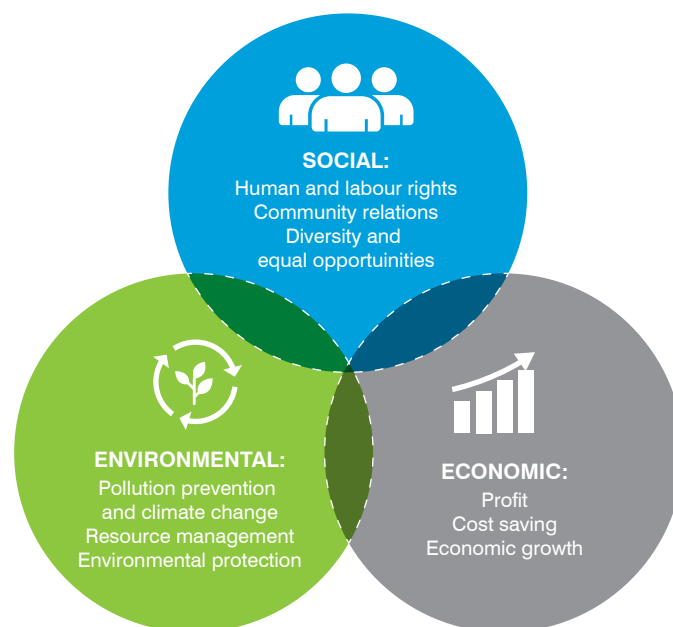 SOCIAL:
Human and labour rights
Community relations
Diversity and
equal opportuinities
ENVIRONMENTAL:
Pollution prevention
and climate change
Resource management
Environmental protection
ECONOMIC:
Profit
Cost saving
Economic growth